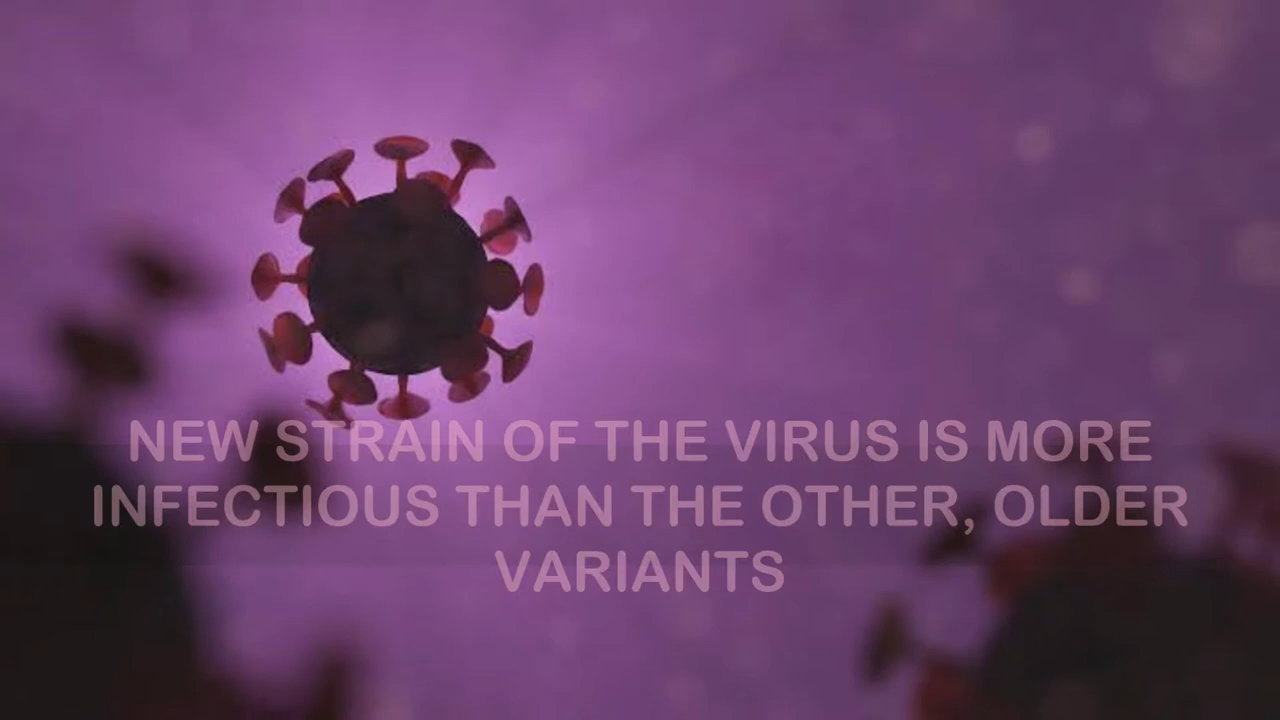 NEW STRAIN OF THE VIRUS IS MORE
INFECTIOUS THAN THE OTHER, OLDER
VARIANTS